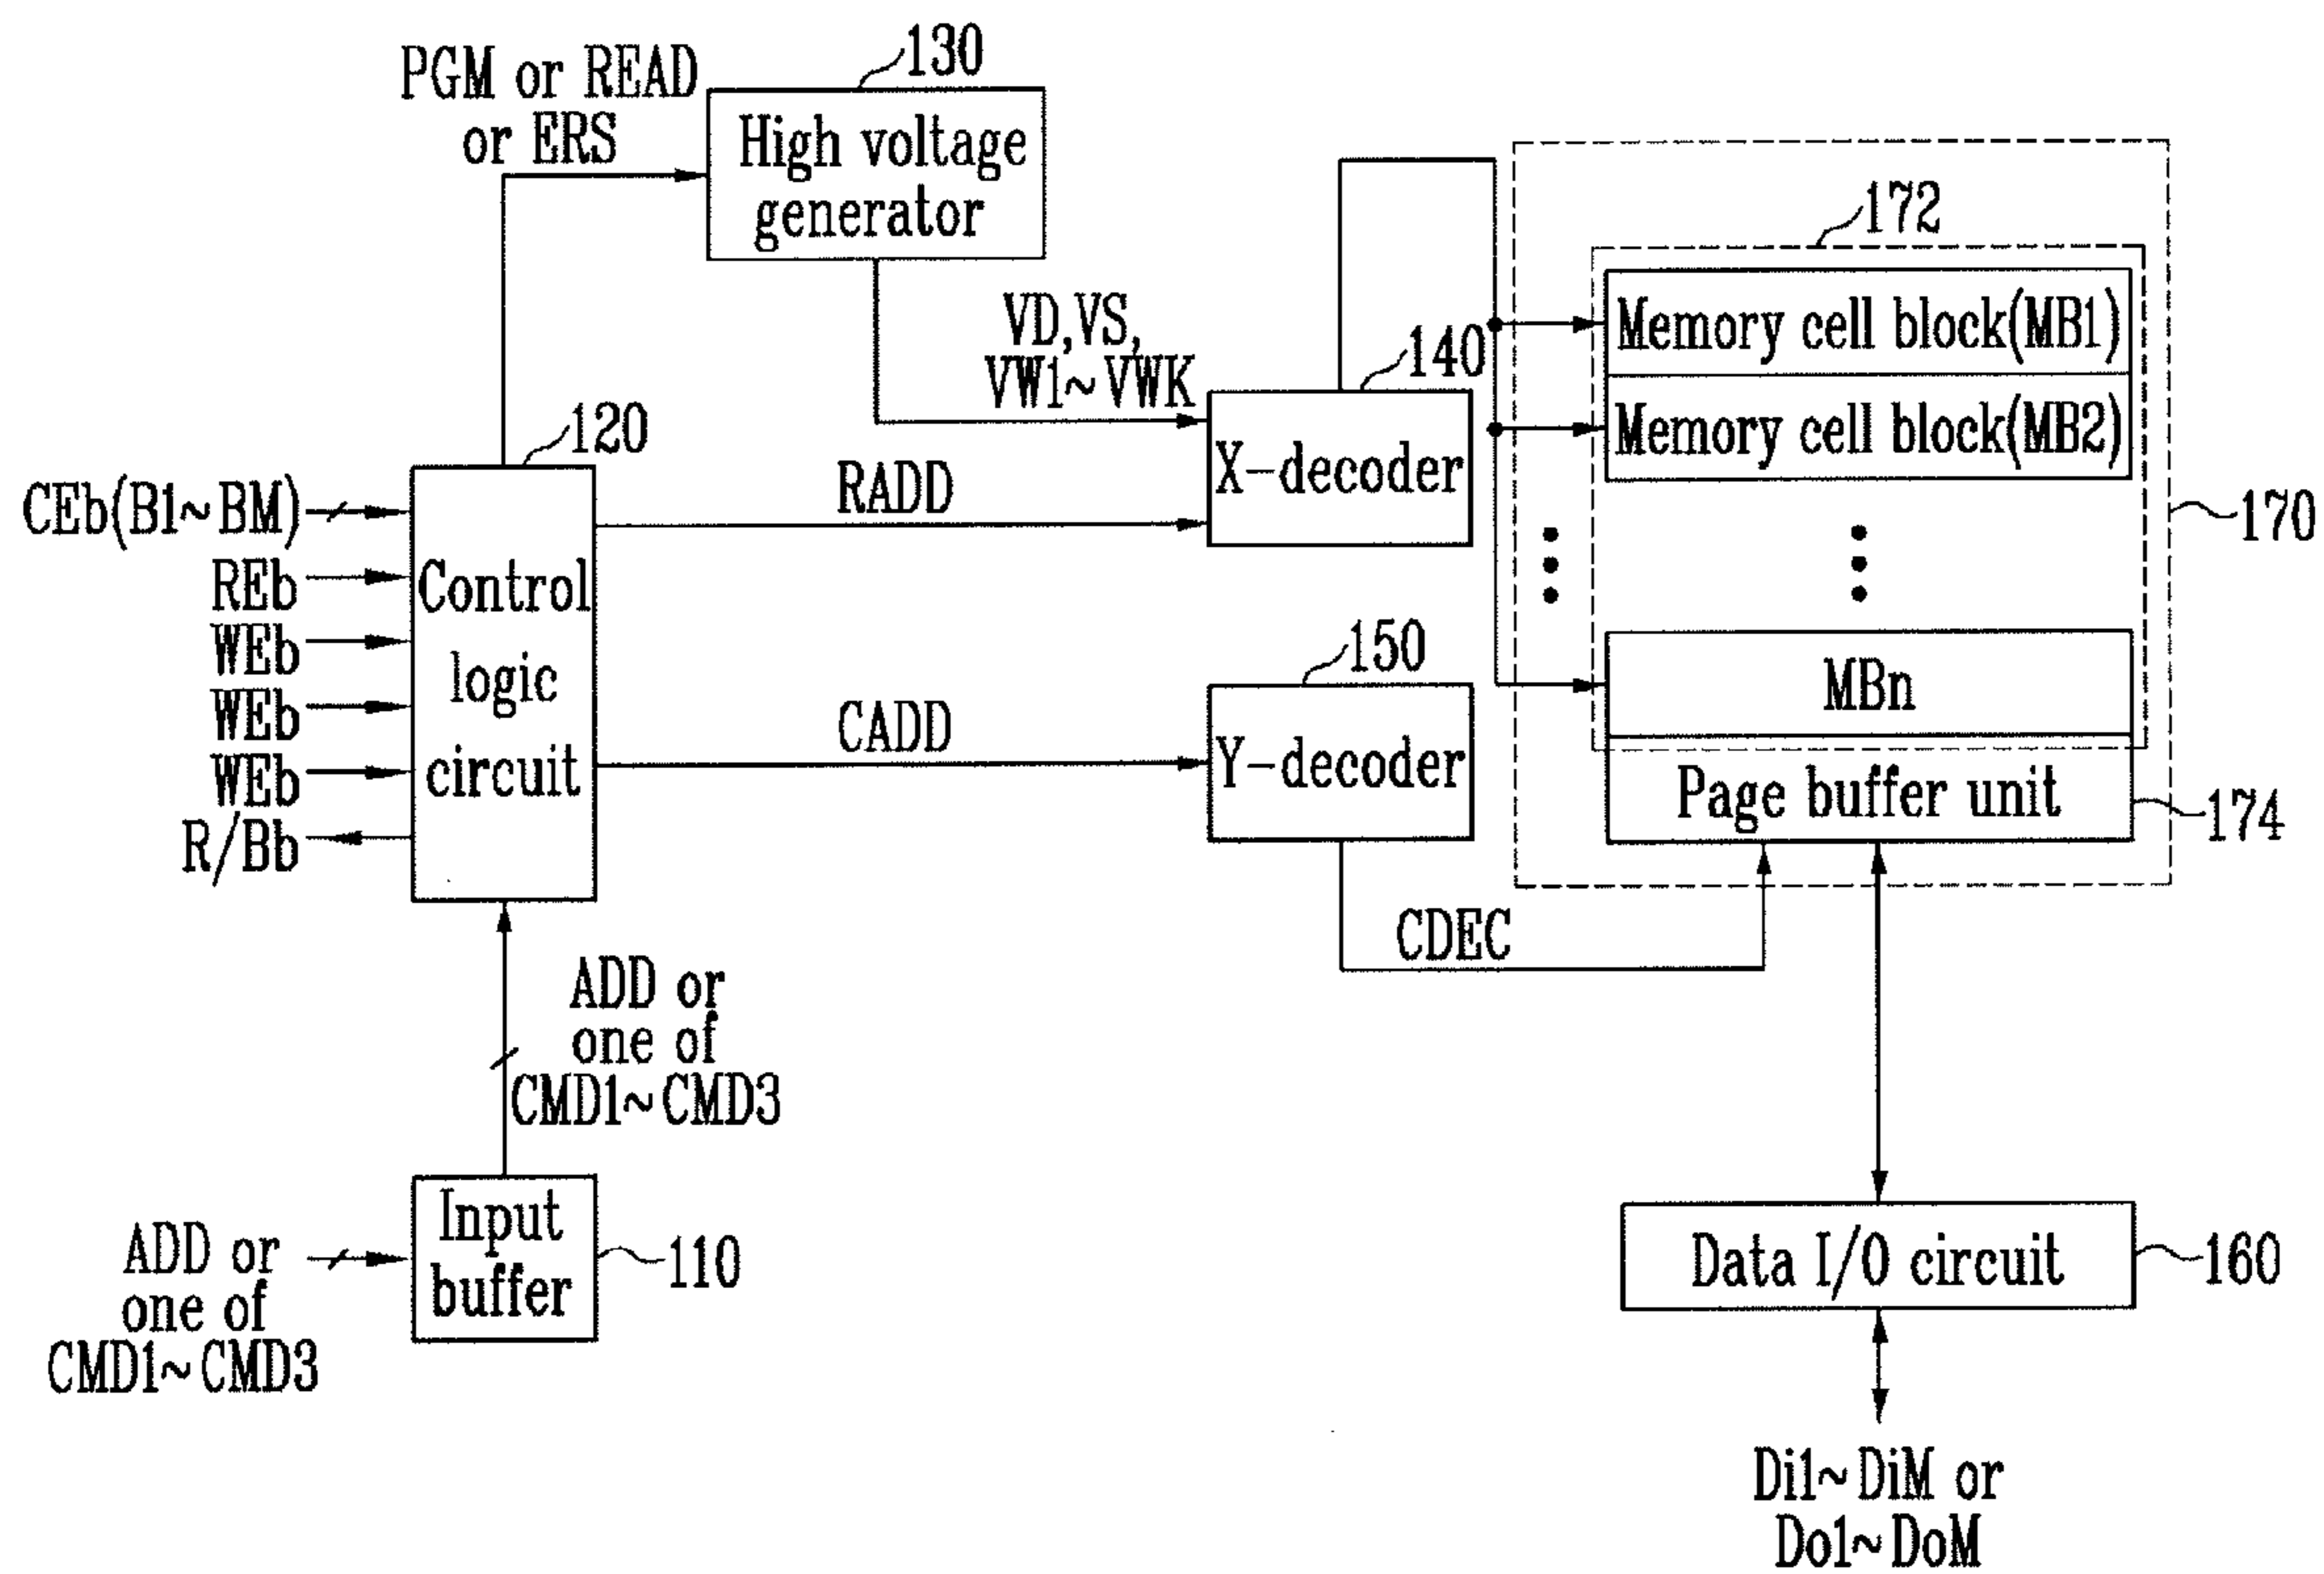 130
PGM or READ
or ERS
High voltage
generator
172
VD,VS,
VW1~VWK
140
Memory cell block(MB1)
Memory cell block(MB2)
120
X-decoder
RADD
CEb(B1~BM)
170
REb
WEb
WEb
WEb
R/Bb
Control
logic
circuit
150
MBn
CADD
Y-decoder
Page buffer unit
174
CDEC
ADD or
one of
CMD1~CMD3
Input
buffer
110
ADD or
one of
CMD1~CMD3
Data I/O circuit
160
Di1~DiM or
Do1~DoM